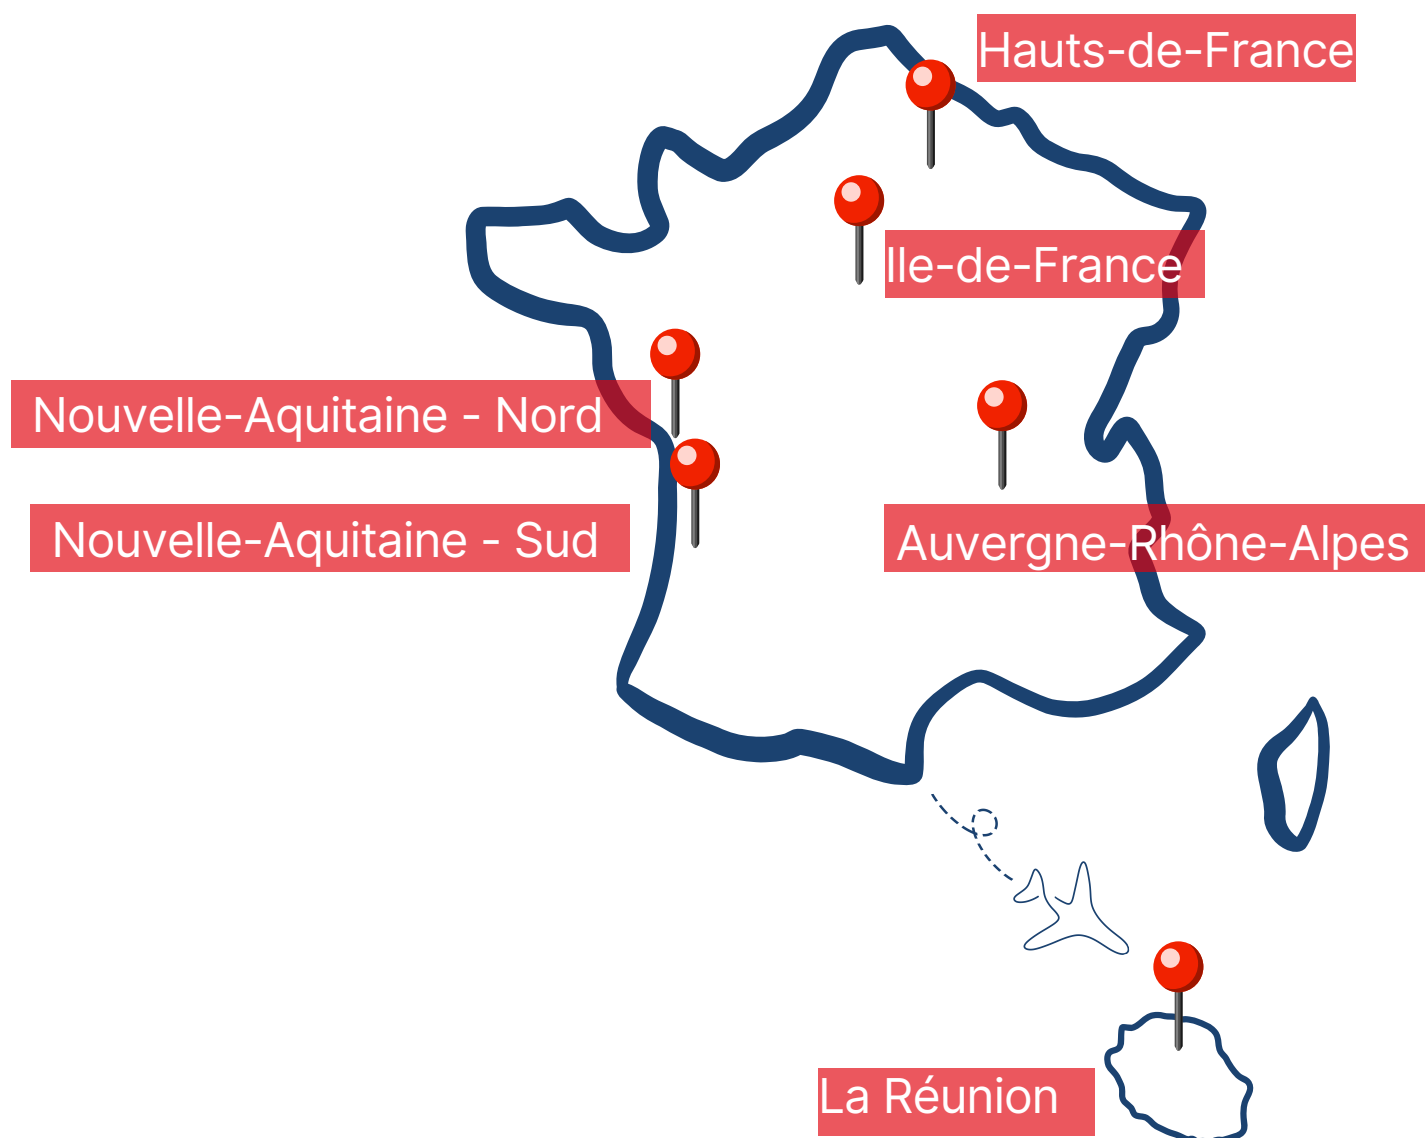 Hauts-de-France
Ile-de-France
Nouvelle-Aquitaine - Nord
Nouvelle-Aquitaine - Sud
Auvergne-Rhône-Alpes
La Réunion